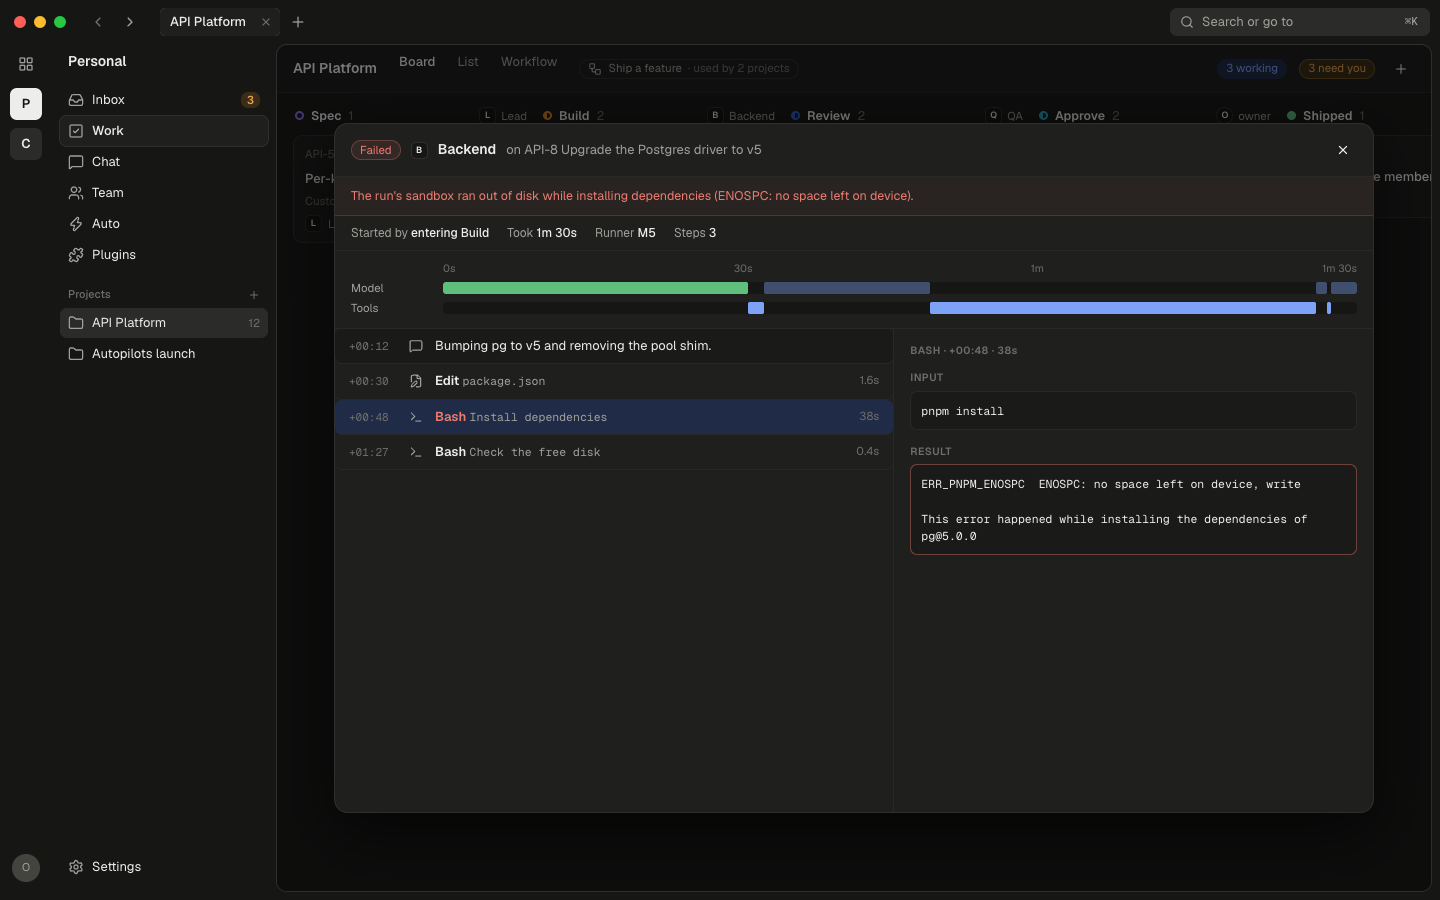 API Platform
Search or go to ⌘K
Personal
P
C
Inbox 3
Work
Chat
Team
Auto
Plugins
Projects
API Platform 12
Autopilots launch
O
Settings
API Platform Board List Workflow Ship a feature · used by 2 projects 3 working 3 need you
Spec 1 L Lead Build 2 B Backend Review 2 Q QA Approve 2 O owner Shipped 1
API-5
Per-k
Custo
L L
e member
Failed B Backend on API-8 Upgrade the Postgres driver to v5
The run's sandbox ran out of disk while installing dependencies (ENOSPC: no space left on device).
Started by entering Build Took 1m 30s Runner M5 Steps 3
0s 30s 1m 1m 30s
Model
Tools
+00:12 Bumping pg to v5 and removing the pool shim.
+00:30 Edit package.json 1.6s
+00:48 Bash Install dependencies 38s
+01:27 Bash Check the free disk 0.4s
BASH · +00:48 · 38s
INPUT
pnpm install
RESULT
ERR_PNPM_ENOSPC ENOSPC: no space left on device, write
This error happened while installing the dependencies of
pg@5.0.0